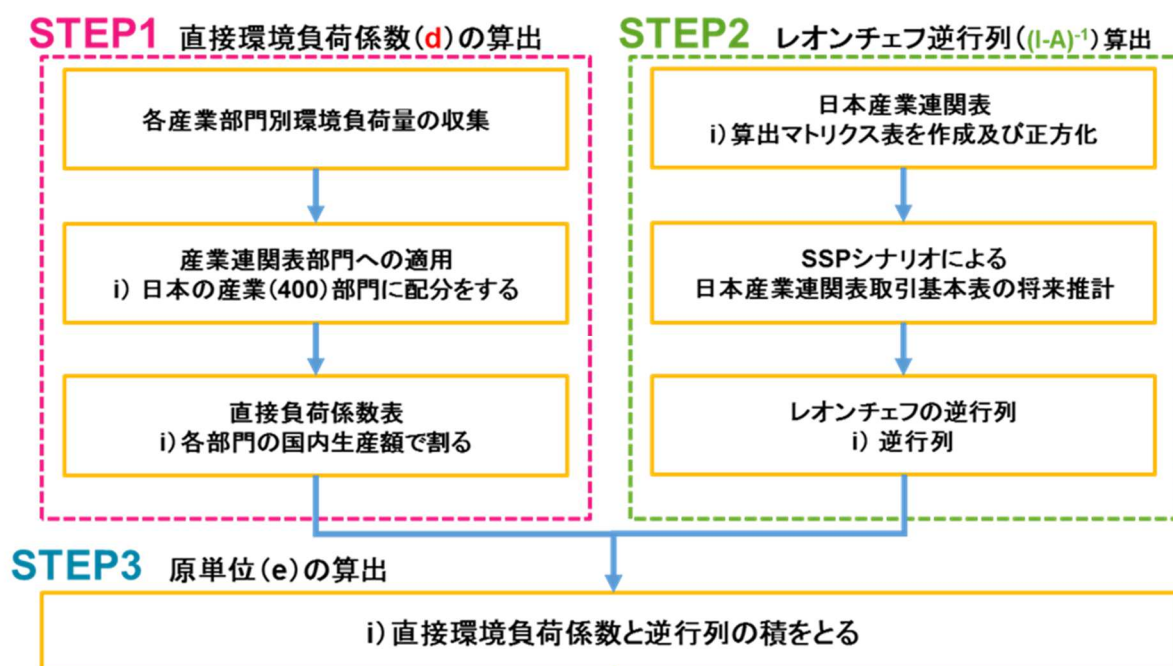 STEP1 直接環境負荷係数(d)の算出
各産業部門別環境負荷量の収集
産業連関表部門への適用
i) 日本の産業(400)部門に配分をする
直接負荷係数表
i)各部門の国内生産額で割る
STEP2 レオンチェフ逆行列((I-A)-1)算出
日本産業連関表
i)算出マトリクス表を作成及び正方化
SSPシナリオによる
日本産業連関表取引基本表の将来推計
レオンチェフの逆行列
i) 逆行列
STEP3 原単位(e)の算出
i)直接環境負荷係数と逆行列の積をとる